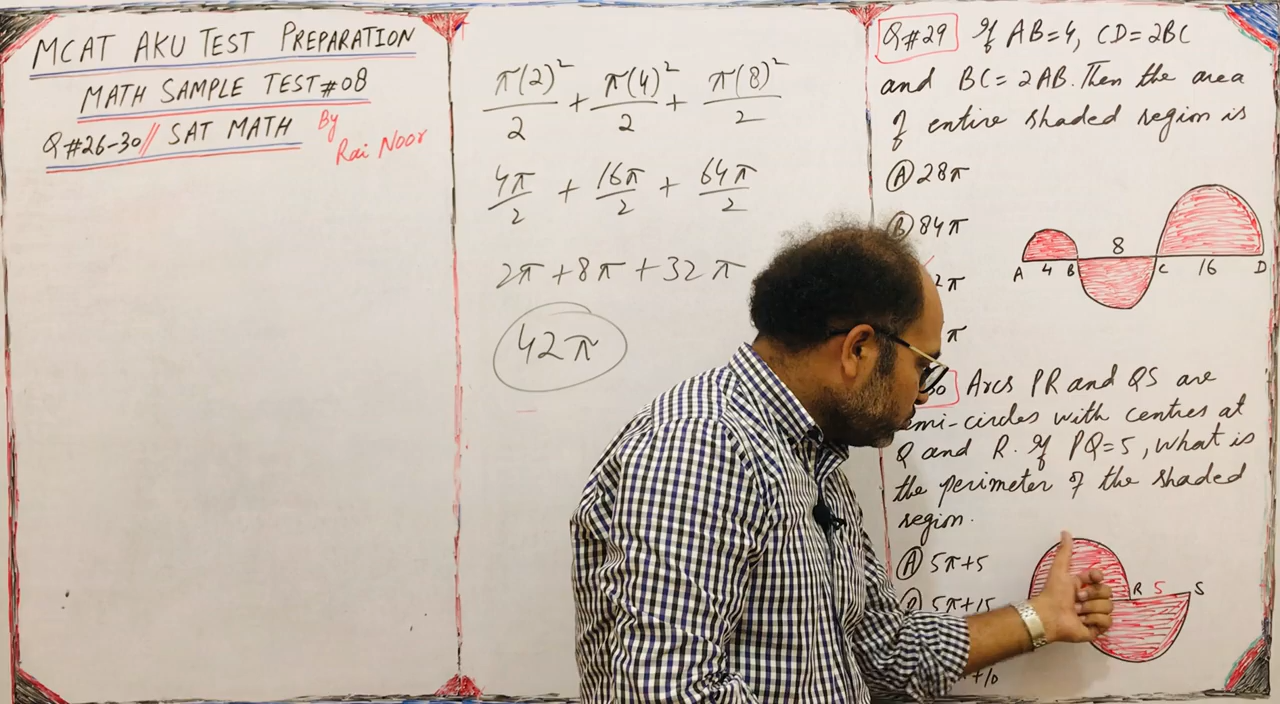 MCAT AKU TEST PREPARATION
MATH SAMPLE TEST #08
Q#26-30// SAT MATH
By
Rai Noor
π(2)²/2 + π(4)²/2 + π(8)²/2
4π/2 + 16π/2 + 64π/2
2π + 8π + 32π
42π
Q#29 If AB=4, CD=2BC
and BC=2AB. Then the area
of entire shaded region is
A 28π
B 84π
2π
π
A 4 B 8 C 16 D
30 Arcs PR and QS are
emi-circles with centres at
Q and R. If PQ=5, what is
the perimeter of the shaded
region.
A 5π+5
5π+15
R 5 S
+10